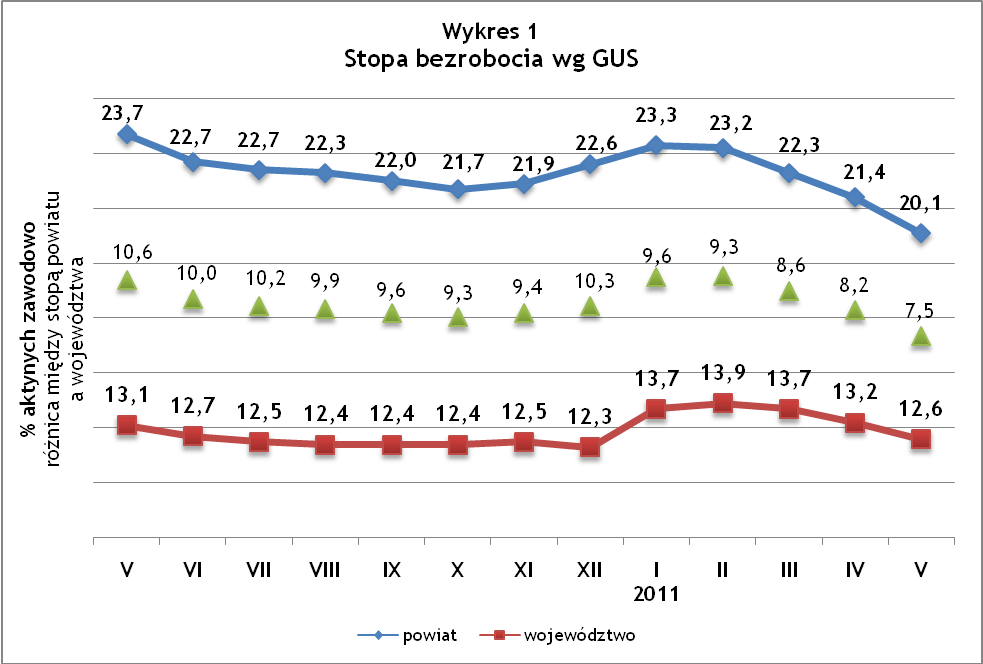 Wykres 1
Stopa bezrobocia wg GUS
% aktynych zawodowo
różnica między stopą powiatu
a województwa
23,7 22,7 22,7 22,3 22,0 21,7 21,9 22,6 23,3 23,2 22,3 21,4 20,1
10,6 10,0 10,2 9,9 9,6 9,3 9,4 10,3 9,6 9,3 8,6 8,2 7,5
13,1 12,7 12,5 12,4 12,4 12,4 12,5 12,3 13,7 13,9 13,7 13,2 12,6
V VI VII VIII IX X XI XII I II III IV V
2011
powiat województwo